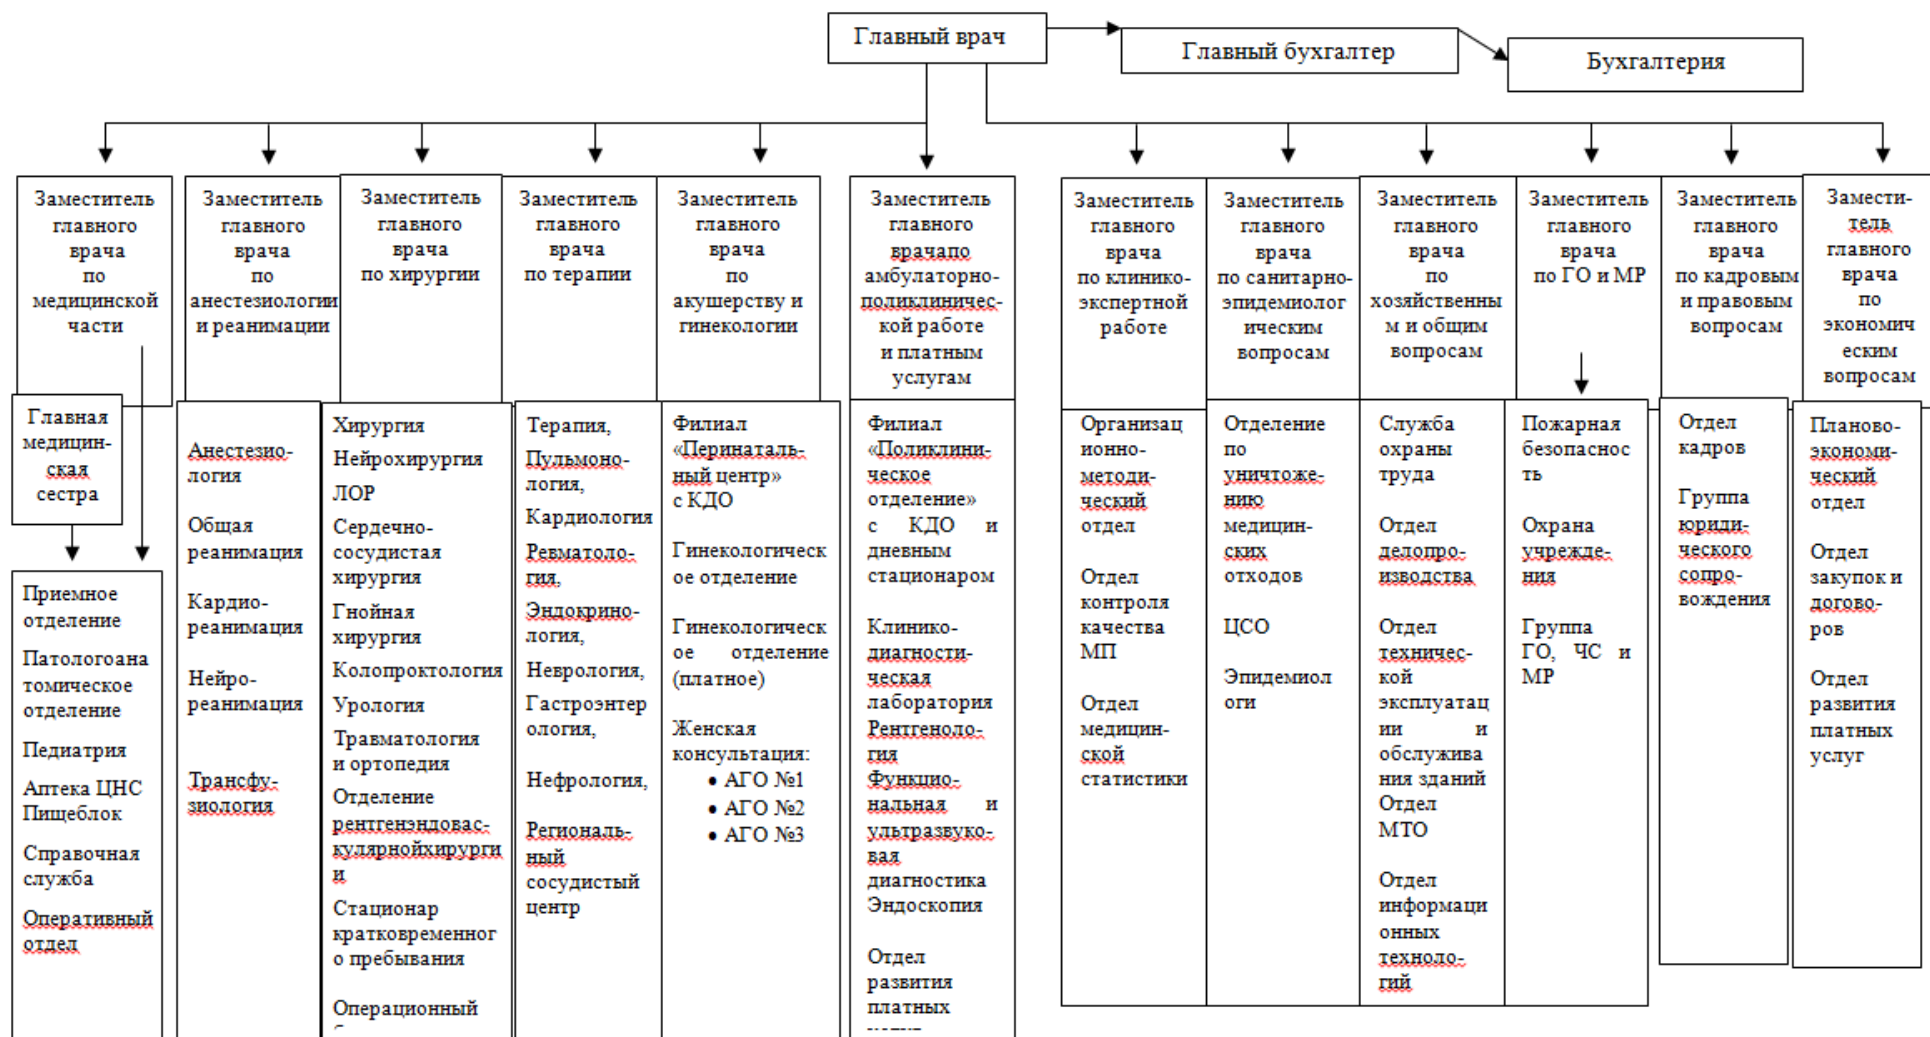 Главный врач
Главный бухгалтер
Бухгалтерия
Заместитель
главного
врача
по
медицинской
части
Заместитель
главного
врача
по
анестезиологии
и реанимации
Заместитель
главного
врача
по хирургии
Заместитель
главного
врача
по терапии
Заместитель
главного
врача
по
акушерству и
гинекологии
Заместитель
главного
врачапо
амбулаторно-
поликлиничес-
кой работе
и платным
услугам
Заместитель
главного
врача
по клинико-
экспертной
работе
Заместитель
главного
врача
по санитарно-
эпидемиолог
ическим
вопросам
Заместитель
главного
врача
по
хозяйственны
м и общим
вопросам
Заместитель
главного
врача
по ГО и МР
Заместитель
главного
врача
по кадровым
и правовым
вопросам
Замести-
тель
главного
врача
по
экономич
еским
вопросам
Главная
медицин-
ская
сестра
Приемное
отделение
Патологоана
томическое
отделение
Педиатрия
Аптека ЦНС
Пищеблок
Справочная
служба
Оперативный
отдел
Анестезио-
логия
Общая
реанимация
Кардио-
реанимация
Нейро-
реанимация
Трансфу-
зиология
Хирургия
Нейрохирургия
ЛОР
Сердечно-
сосудистая
хирургия
Гнойная
хирургия
Колопроктология
Урология
Травматология
и ортопедия
Отделение
рентгенэндовас-
кулярнойхирурги
и
Стационар
кратковременног
о пребывания
Операционный
Терапия,
Пульмоно-
логия,
Кардиология
Ревматоло-
гия,
Эндокрино-
логия,
Неврология,
Гастроэнтер
ология,
Нефрология,
Региональ-
ный
сосудистый
центр
Филиал
«Перинаталь-
ный центр»
с КДО
Гинекологическ
ое отделение
Гинекологическ
ое отделение
(платное)
Женская
консультация:
• АГО №1
• АГО №2
• АГО №3
Филиал
«Поликлини-
ческое
отделение»
с КДО и
дневным
стационаром
Клинико-
диагности-
ческая
лаборатория
Рентгеноло-
гия
Функцио-
нальная и
ультразвуко-
вая
диагностика
Эндоскопия
Отдел
развития
платных
Организац
ионно-
методи-
ческий
отдел
Отдел
контроля
качества
МП
Отдел
медицин-
ской
статистики
Отделение
по
уничтоже-
нию
медицин-
ских
отходов
ЦСО
Эпидемиол
оги
Служба
охраны
труда
Отдел
делопро-
изводства
Отдел
техничес-
кой
эксплуатац
ии и
обслужива
ния зданий
Отдел
МТО
Отдел
информаци
онных
техноло-
гий
Пожарная
безопаснос
ть
Охрана
учрежде-
ния
Группа
ГО, ЧС и
МР
Отдел
кадров
Группа
юриди-
ческого
сопро-
вождения
Планово-
экономи-
ческий
отдел
Отдел
закупок и
догово-
ров
Отдел
развития
платных
услуг